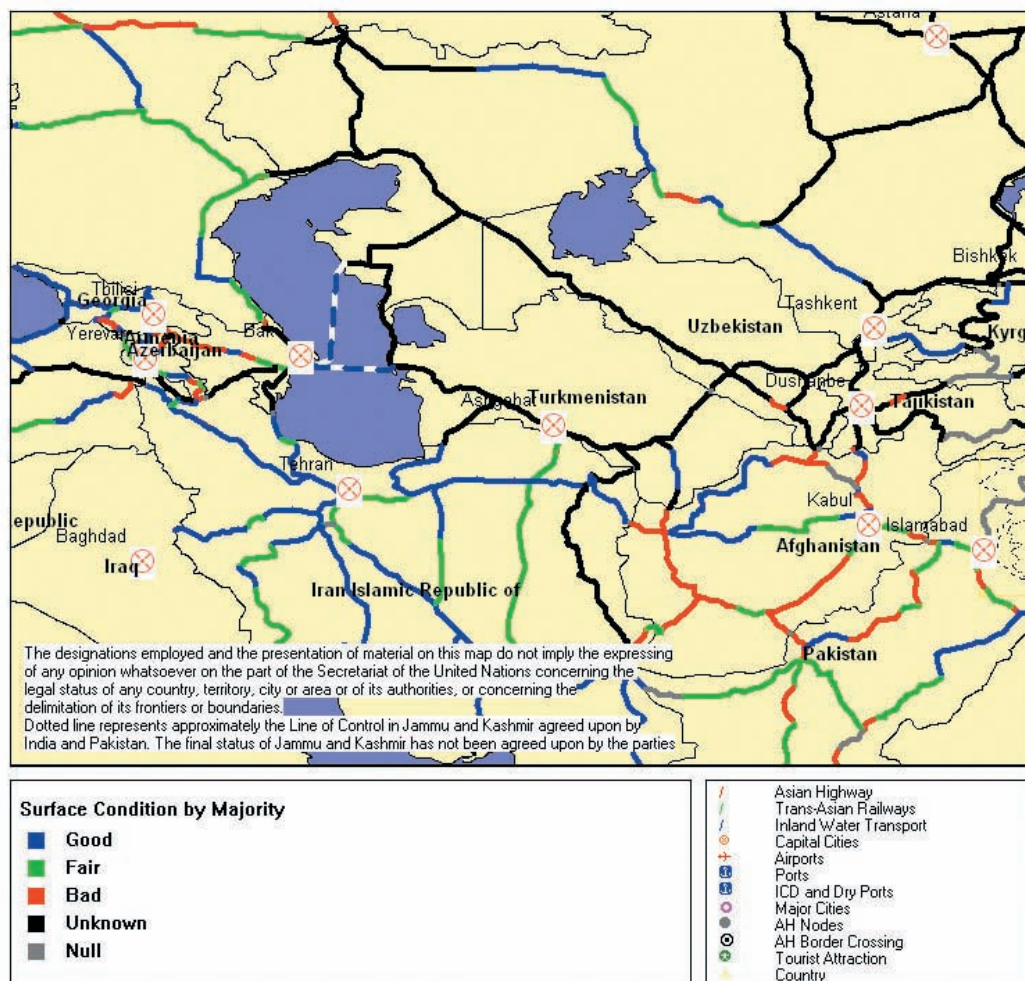 Astana
Bishkek
Tbilisi
Georgia
Tashkent
Yerevan
Armenia
Bak
Uzbekistan
Kyrg
Azerbaijan
Dushanbe
Ashgabat
Turkmenistan
Tajikistan
Tehran
Kabul
Islamabad
epublic
Baghdad
Afghanistan
Iraq
Iran Islamic Republic of
Pakistan
The designations employed and the presentation of material on this map do not imply the expressing
of any opinion whatsoever on the part of the Secretariat of the United Nations concerning the
legal status of any country, territory, city or area or of its authorities, or concerning the
delimitation of its frontiers or boundaries.
Dotted line represents approximately the Line of Control in Jammu and Kashmir agreed upon by
India and Pakistan. The final status of Jammu and Kashmir has not been agreed upon by the parties
Surface Condition by Majority
Good
Fair
Bad
Unknown
Null
Asian Highway
Trans-Asian Railways
Inland Water Transport
Capital Cities
Airports
Ports
ICD and Dry Ports
Major Cities
AH Nodes
AH Border Crossing
Tourist Attraction
Country